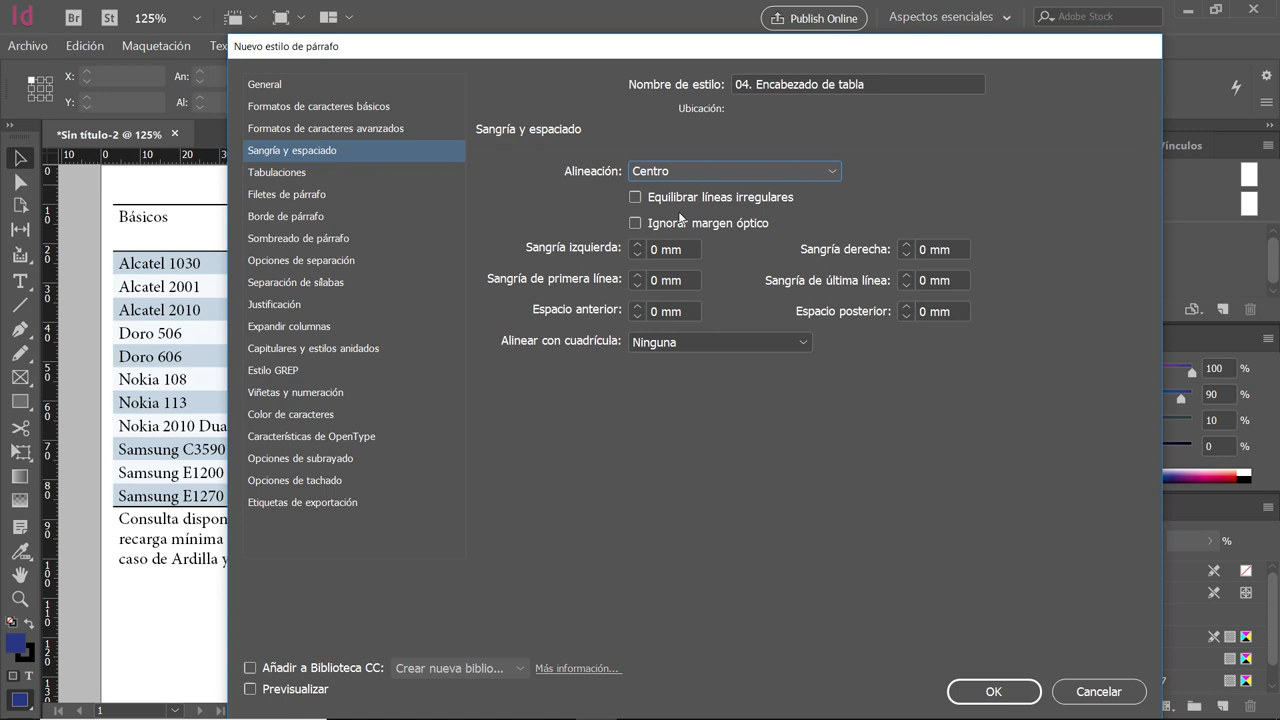 Id Br St 125% Publish Online Aspectos esenciales Adobe Stock
Archivo Edición Maquetación Tex
Nuevo estilo de párrafo
X: An:
Y: Al:
*Sin título-2 @ 125%
10 0 10 20 30
Básicos
Alcatel 1030
Alcatel 2001
Alcatel 2010
Doro 506
Doro 606
Nokia 108
Nokia 113
Nokia 2010 Dua
Samsung C3590
Samsung E1200
Samsung E1270
Consulta dispon
recarga mínima
caso de Ardilla y
General
Formatos de caracteres básicos
Formatos de caracteres avanzados
Sangría y espaciado
Tabulaciones
Filetes de párrafo
Borde de párrafo
Sombreado de párrafo
Opciones de separación
Separación de sílabas
Justificación
Expandir columnas
Capitulares y estilos anidados
Estilo GREP
Viñetas y numeración
Color de caracteres
Características de OpenType
Opciones de subrayado
Opciones de tachado
Etiquetas de exportación
Nombre de estilo: 04. Encabezado de tabla
Ubicación:
Sangría y espaciado
Alineación: Centro
Equilibrar líneas irregulares
Ignorar margen óptico
Sangría izquierda: 0 mm Sangría derecha: 0 mm
Sangría de primera línea: 0 mm Sangría de última línea: 0 mm
Espacio anterior: 0 mm Espacio posterior: 0 mm
Alinear con cuadrícula: Ninguna
Añadir a Biblioteca CC: Crear nueva biblio... Más información...
Previsualizar
OK Cancelar
Vínculos
100 %
90 %
10 %
0 %
%
1